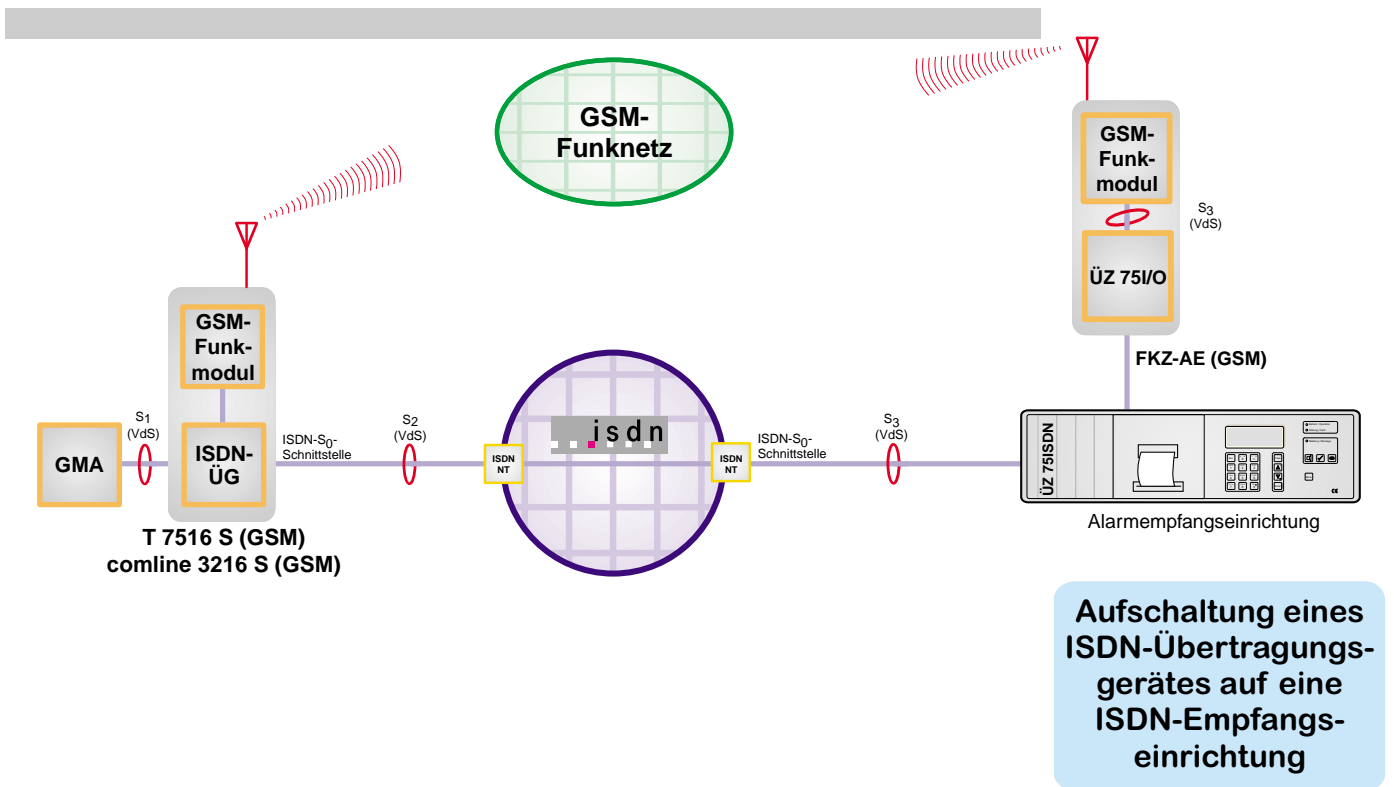 GSM-
Funknetz
GSM-
Funk-
modul
S3
(VdS)
ÜZ 75I/O
FKZ-AE (GSM)
GSM-
Funk-
modul
GMA
S1
(VdS)
ISDN-
ÜG
ISDN-S0-
Schnittstelle
S2
(VdS)
T 7516 S (GSM)
comline 3216 S (GSM)
ISDN
NT
isdn
ISDN
NT
ISDN-S0-
Schnittstelle
S3
(VdS)
ÜZ 75ISDN
Alarmempfangseinrichtung
Aufschaltung eines
ISDN-Übertragungs-
gerätes auf eine
ISDN-Empfangs-
einrichtung